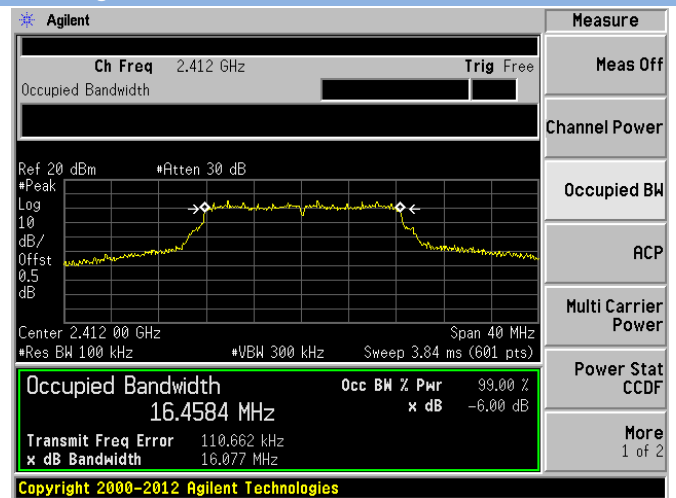 Agilent
Measure
Ch Freq 2.412 GHz Trig Free
Occupied Bandwidth
Meas Off
Channel Power
Occupied BW
ACP
Multi Carrier
Power
Power Stat
CCDF
More
1 of 2
Ref 20 dBm #Atten 30 dB
#Peak
Log
10
dB/
Offst
0.5
dB
Center 2.412 00 GHz Span 40 MHz
#Res BW 100 kHz #VBW 300 kHz Sweep 3.84 ms (601 pts)
Occupied Bandwidth Occ BW % Pwr 99.00 %
16.4584 MHz x dB -6.00 dB
Transmit Freq Error 110.662 kHz
x dB Bandwidth 16.077 MHz
Copyright 2000-2012 Agilent Technologies